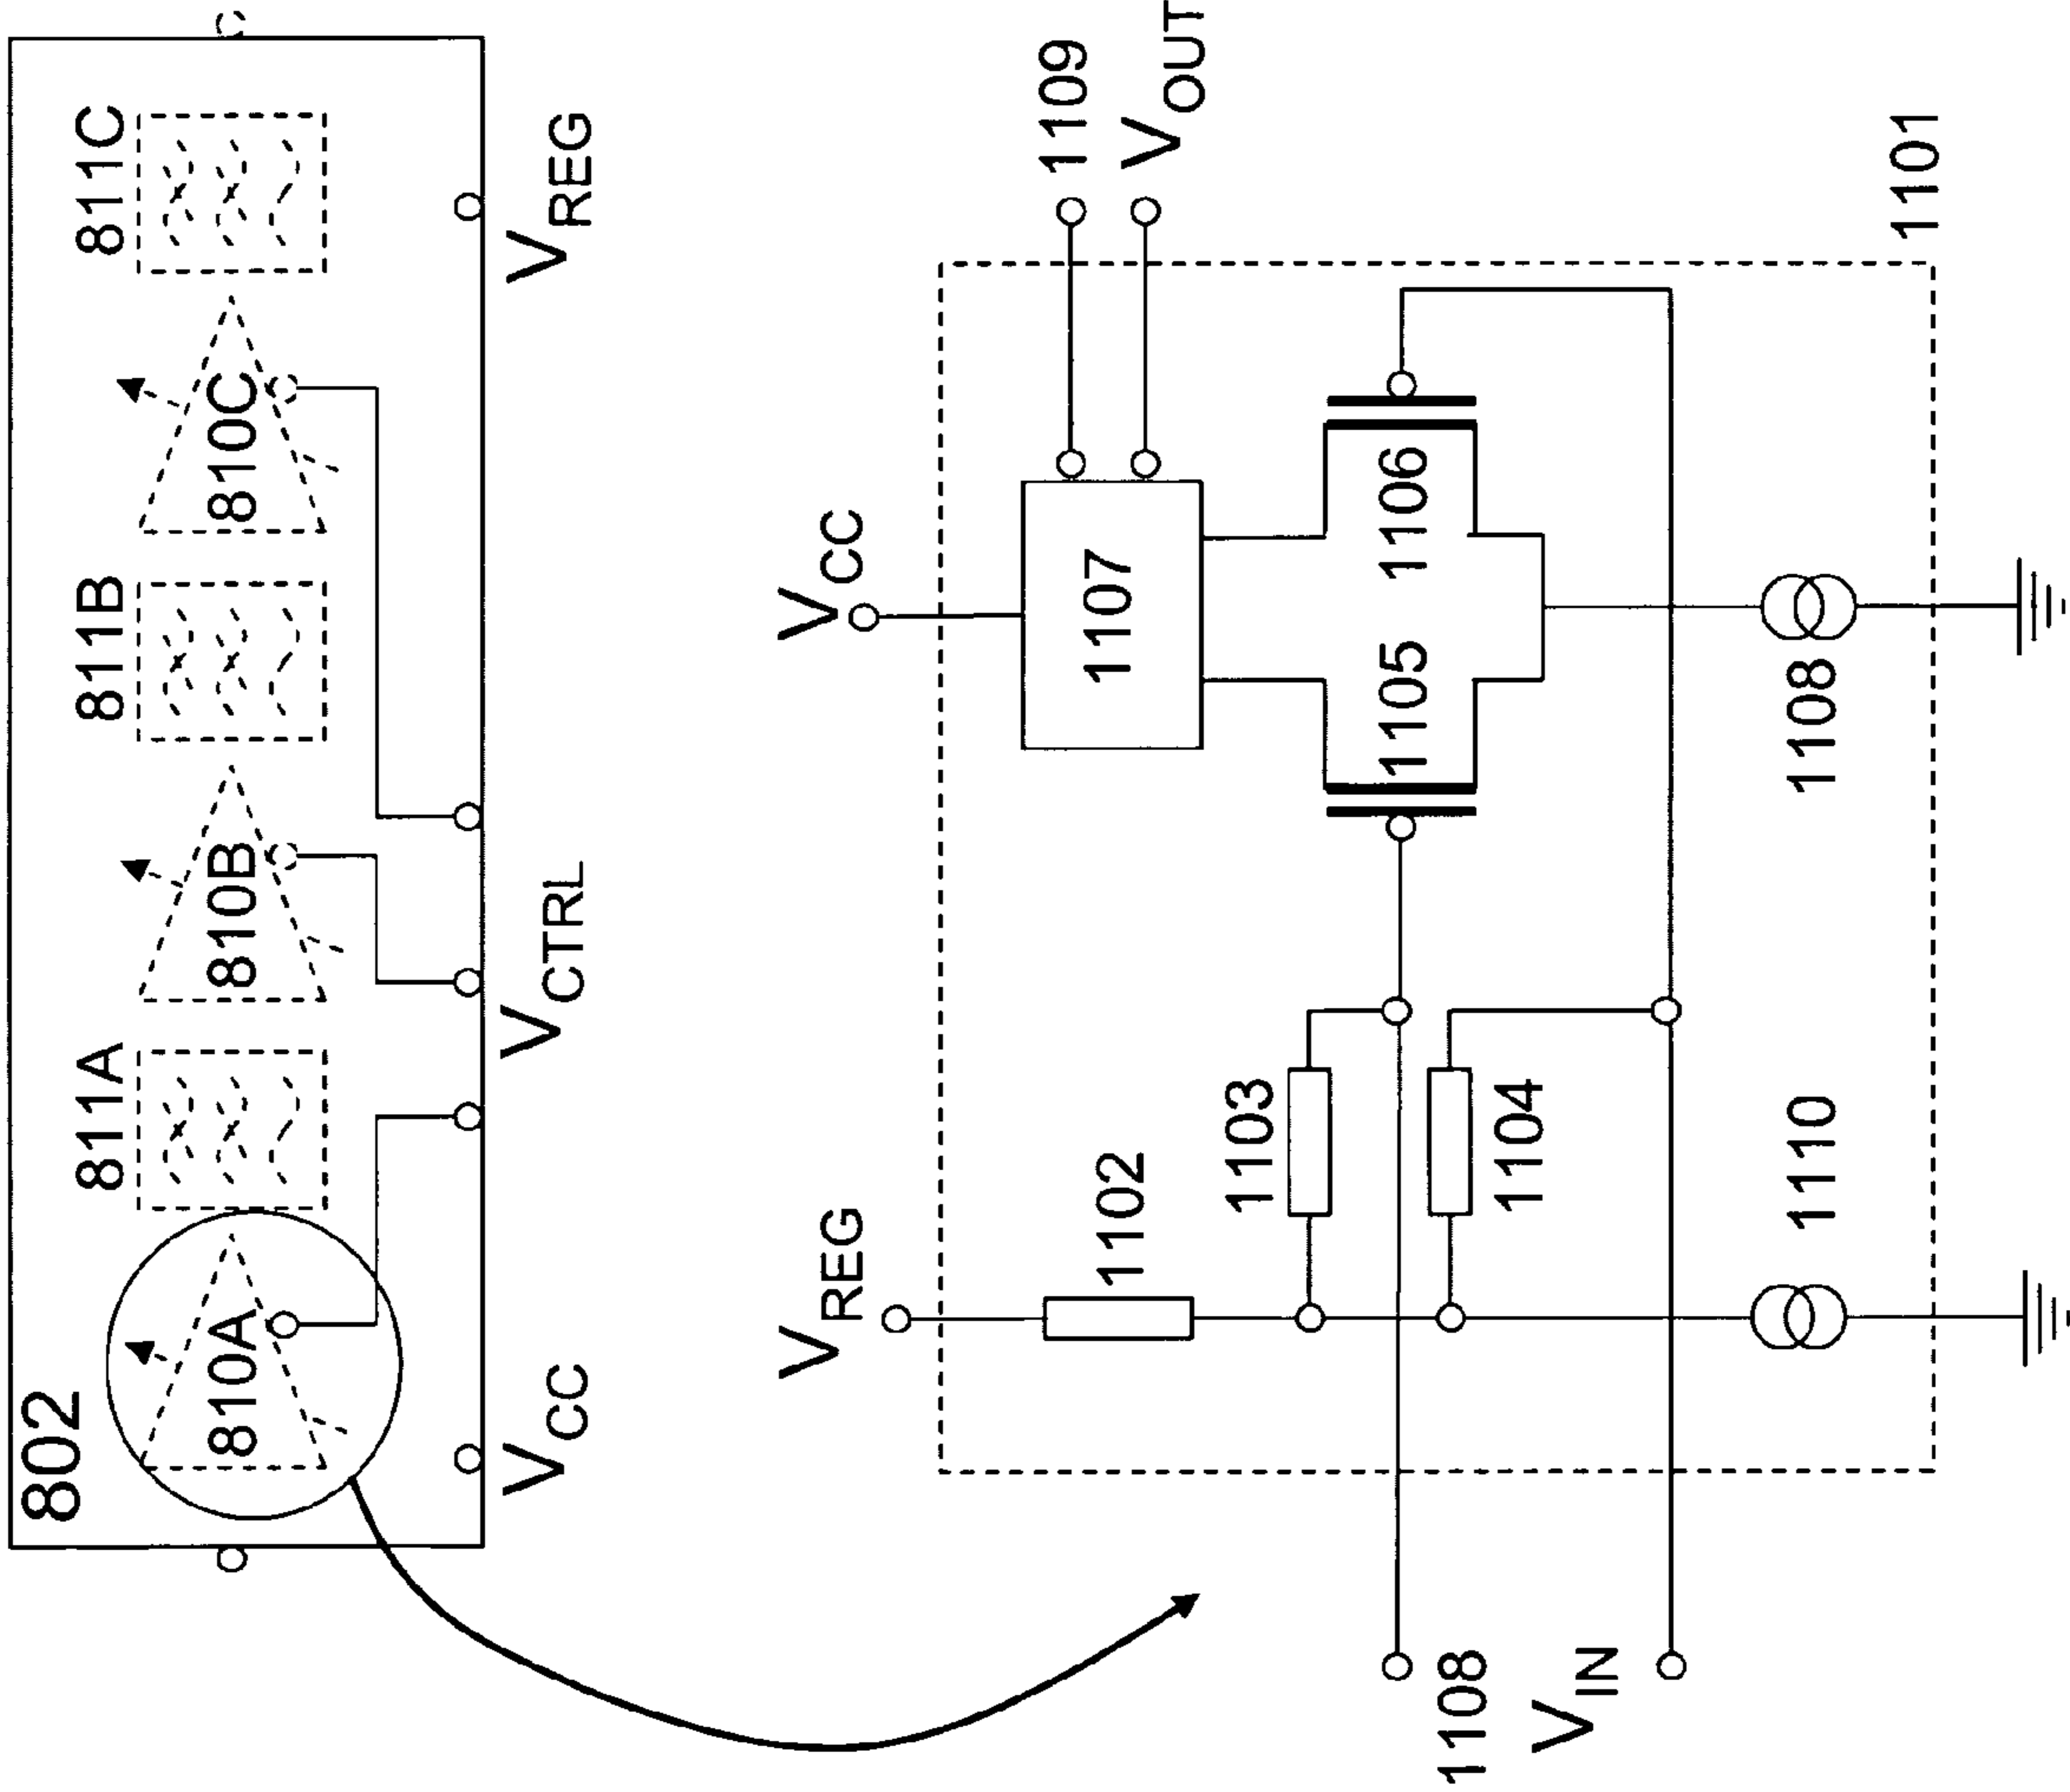 802
811A
811B
811C
810A
810B
810C
VCC
VCTRL
VREG
VREG
VCC
1102
1107
1109
VOUT
1103
1105
1106
1104
1108
VIN
1110
1108
1101